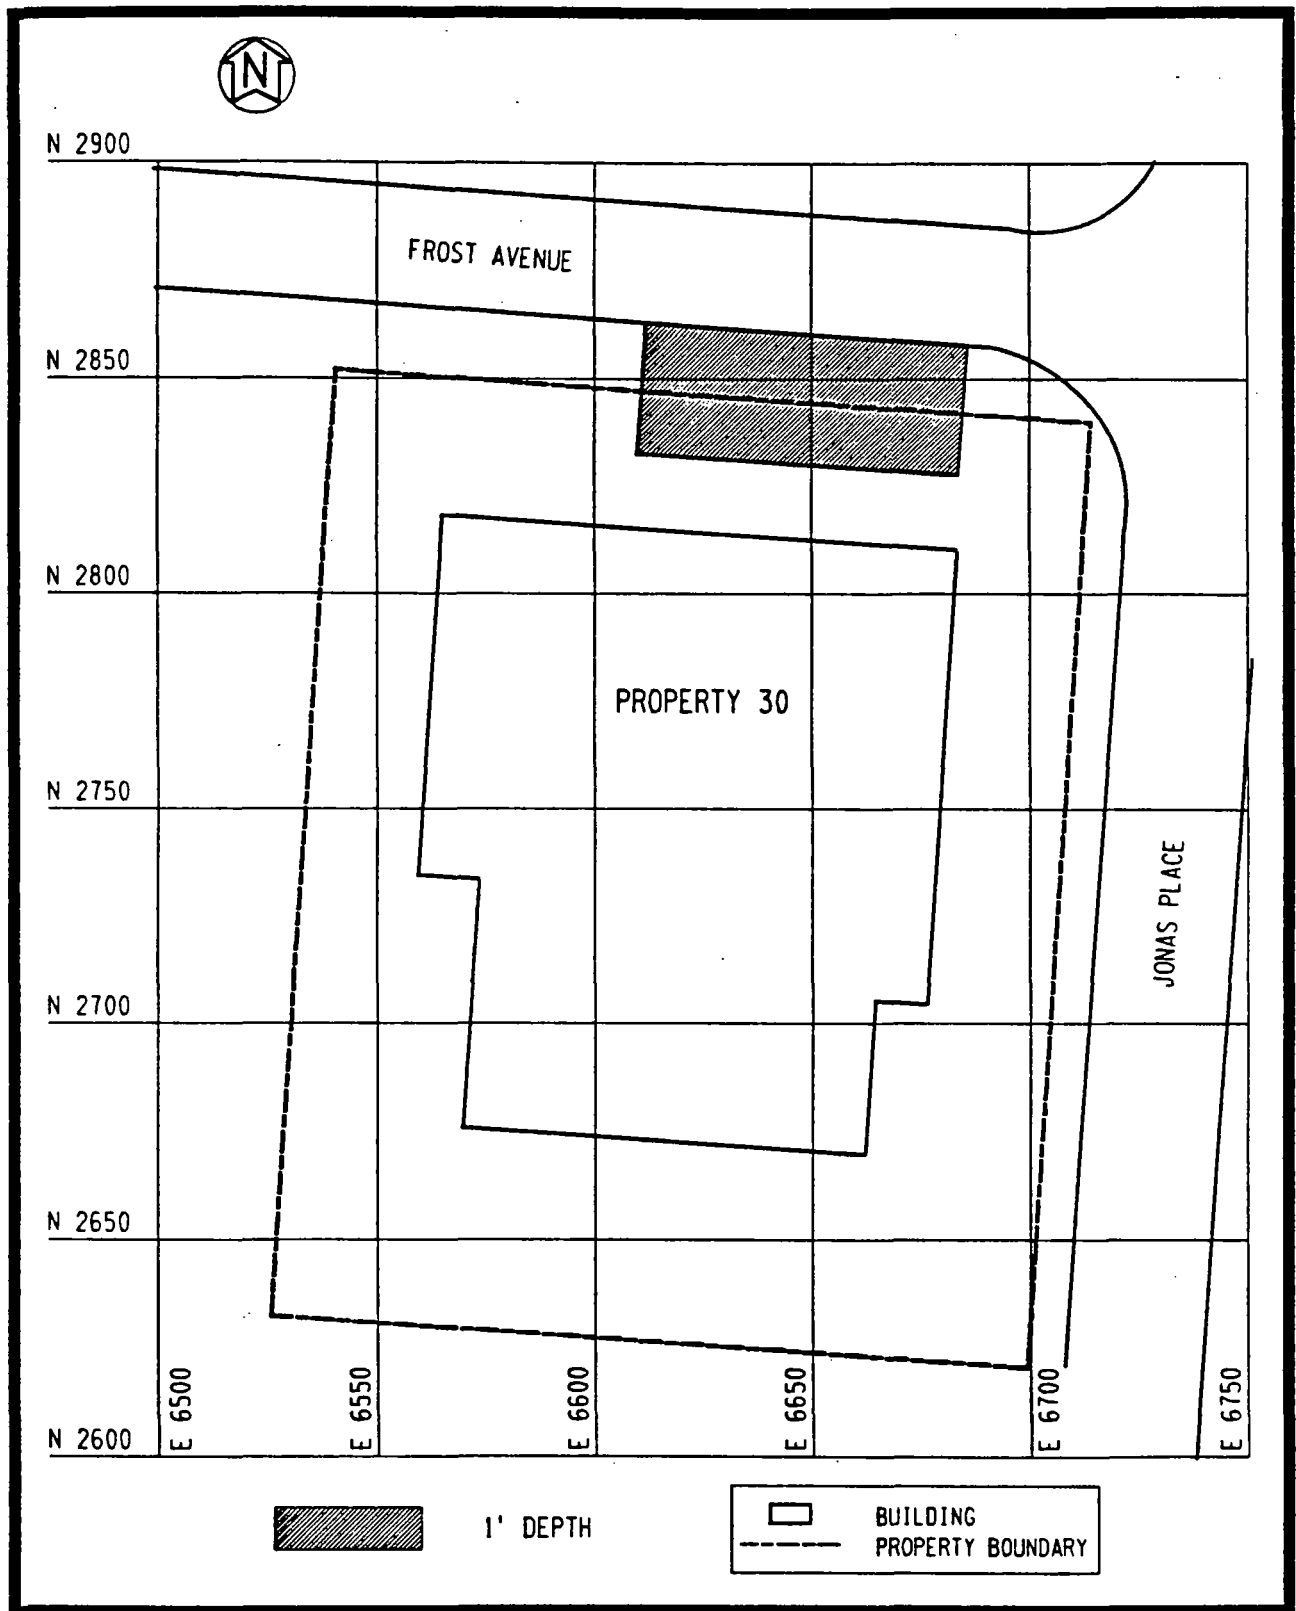 N
N 2900
FROST AVENUE
N 2850
N 2800
PROPERTY 30
N 2750
JONAS PLACE
N 2700
N 2650
E 6500
E 6550
E 6600
E 6650
E 6700
E 6750
N 2600
1' DEPTH
BUILDING
PROPERTY BOUNDARY